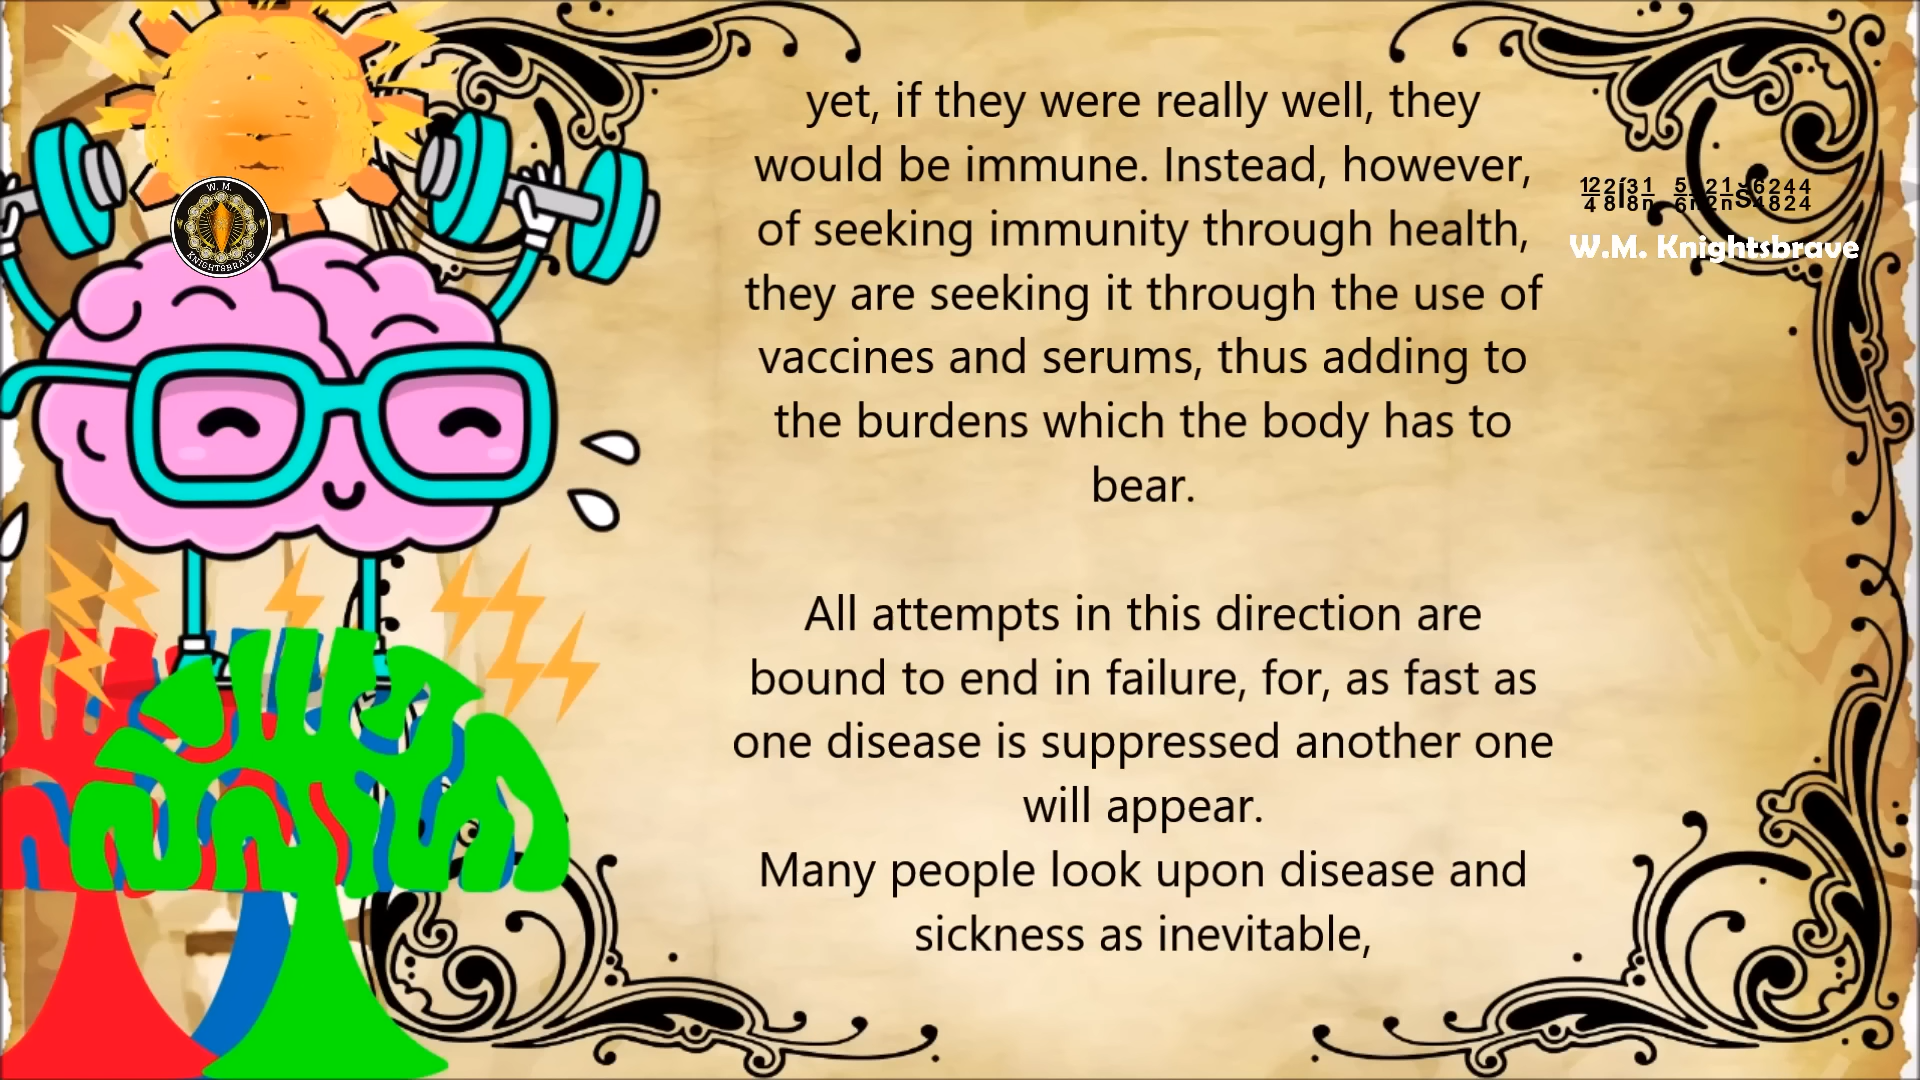 yet, if they were really well, they
would be immune. Instead, however,
of seeking immunity through health,
they are seeking it through the use of
vaccines and serums, thus adding to
the burdens which the body has to
bear.
All attempts in this direction are
bound to end in failure, for, as fast as
one disease is suppressed another one
will appear.
Many people look upon disease and
sickness as inevitable,
W.M. Knightsbrave
W. M.
KNIGHTSBRAVE